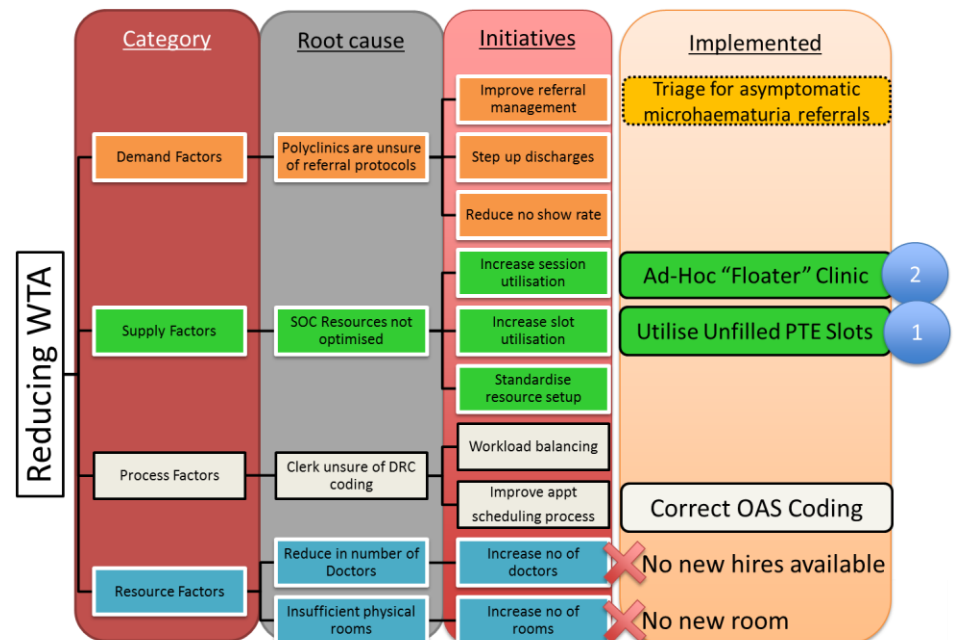 Category
Root cause
Initiatives
Implemented
Reducing WTA
Demand Factors
Polyclinics are unsure
of referral protocols
Improve referral
management
Triage for asymptomatic
microhaematuria referrals
Step up discharges
Reduce no show rate
Supply Factors
SOC Resources not
optimised
Increase session
utilisation
Ad-Hoc “Floater” Clinic
2
Increase slot
utilisation
Utilise Unfilled PTE Slots
1
Standardise
resource setup
Process Factors
Clerk unsure of DRC
coding
Workload balancing
Improve appt
scheduling process
Correct OAS Coding
Resource Factors
Reduce in number of
Doctors
Increase no of
doctors
No new hires available
Insufficient physical
rooms
Increase no of
rooms
No new room